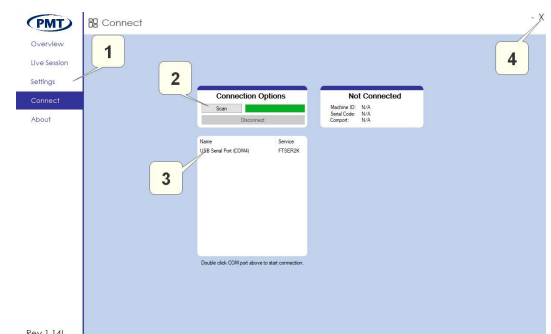 PMT
Connect
- X
Overview
Live Session
Settings
Connect
About
1
2
3
4
Connection Options
Scan
Disconnect
Not Connected
Machine ID: N/A
Serial Code: N/A
Comport: N/A
Name Service
USB Serial Port (COM4) FTSER2K
Double click COM port above to start connection.
Rev 1.14L